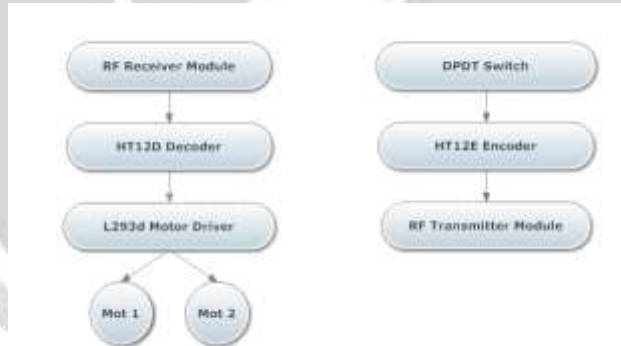 RF Receiver Module
HT12D Decoder
L293d Motor Driver
Mot 1
Mot 2
DPDT Switch
HT12E Encoder
RF Transmitter Module